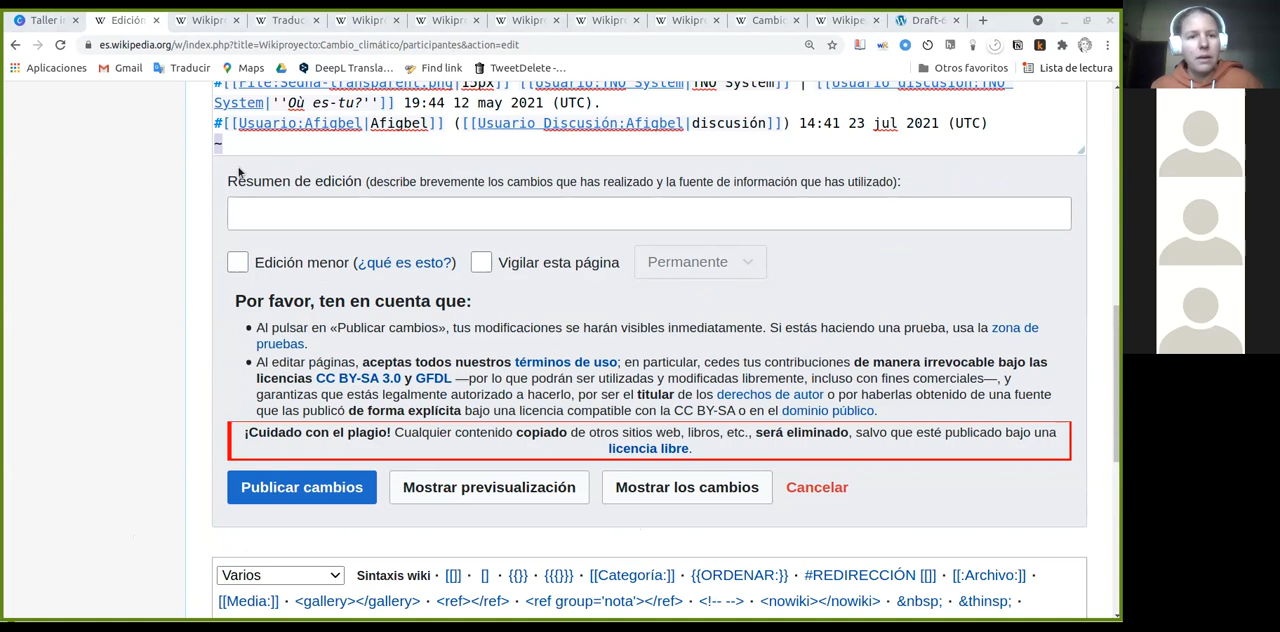 Taller i × W Edición × W Wikipro × W Traduc × W Wikipro × W Wikipro × W Wikipro × W Wikipro × W Wikipro × W Cambi × W Wikipe × Draft-e × +
es.wikipedia.org/w/index.php?title=Wikiproyecto:Cambio_climático/participantes&action=edit
Aplicaciones Gmail Traducir Maps DeepL Transla... Find link TweetDelete -... Otros favoritos Lista de lectura
System|''Où es-tu?'']] 19:44 12 may 2021 (UTC).
#[[Usuario:Afigbel|Afigbel]] ([[Usuario Discusión:Afigbel|discusión]]) 14:41 23 jul 2021 (UTC)
~
Resumen de edición (describe brevemente los cambios que has realizado y la fuente de información que has utilizado):
Edición menor (¿qué es esto?) Vigilar esta página Permanente
Por favor, ten en cuenta que:
• Al pulsar en «Publicar cambios», tus modificaciones se harán visibles inmediatamente. Si estás haciendo una prueba, usa la zona de
pruebas.
• Al editar páginas, aceptas todos nuestros términos de uso; en particular, cedes tus contribuciones de manera irrevocable bajo las
licencias CC BY-SA 3.0 y GFDL —por lo que podrán ser utilizadas y modificadas libremente, incluso con fines comerciales—, y
garantizas que estás legalmente autorizado a hacerlo, por ser el titular de los derechos de autor o por haberlas obtenido de una fuente
que las publicó de forma explícita bajo una licencia compatible con la CC BY-SA o en el dominio público.
¡Cuidado con el plagio! Cualquier contenido copiado de otros sitios web, libros, etc., será eliminado, salvo que esté publicado bajo una
licencia libre.
Publicar cambios Mostrar previsualización Mostrar los cambios Cancelar
Varios Sintaxis wiki · [[]] · [] · {{}} · {{{}}} · [[Categoría:]] · {{ORDENAR:}} · #REDIRECCIÓN [[]] · [[:Archivo:]] ·
[[Media:]] · <gallery></gallery> · <ref></ref> · <ref group='nota'></ref> · <!-- --> · <nowiki></nowiki> · &nbsp; · &thinsp; ·